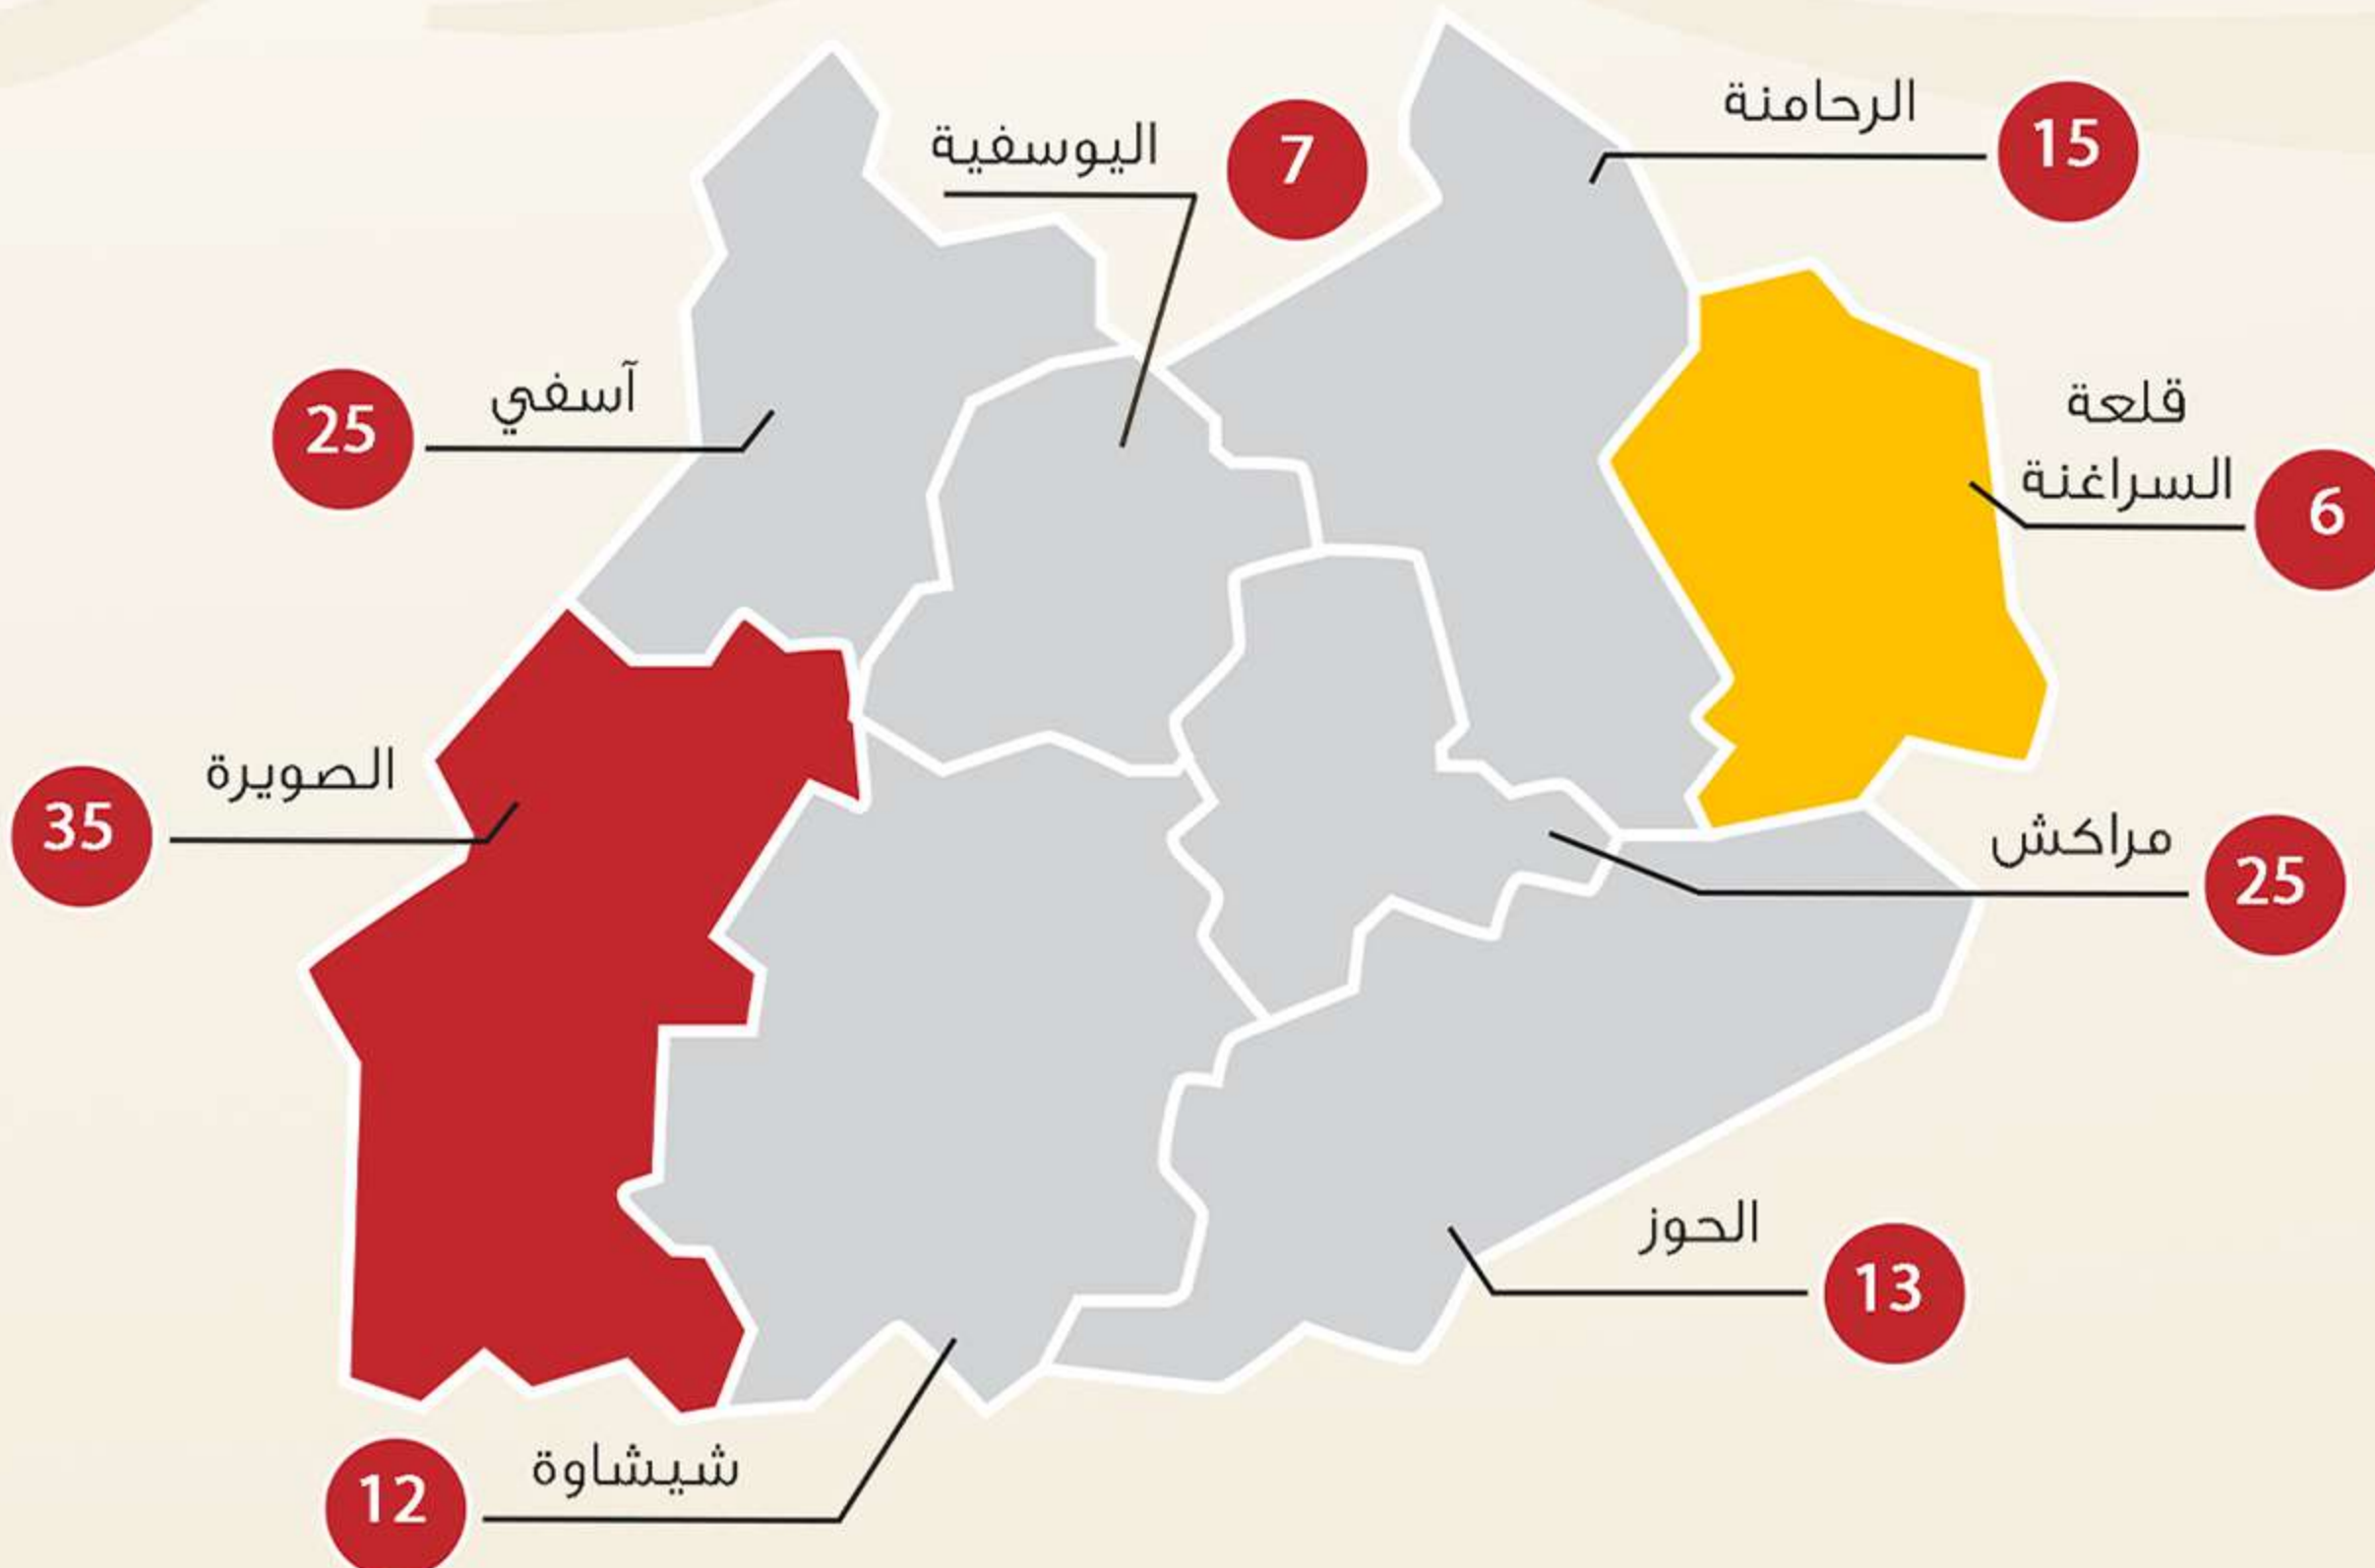 الرحامنة
15
اليوسفية
7
آسفي
25
قلعة
السراغنة
6
الصويرة
35
مراكش
25
الحوز
13
شيشاوة
12